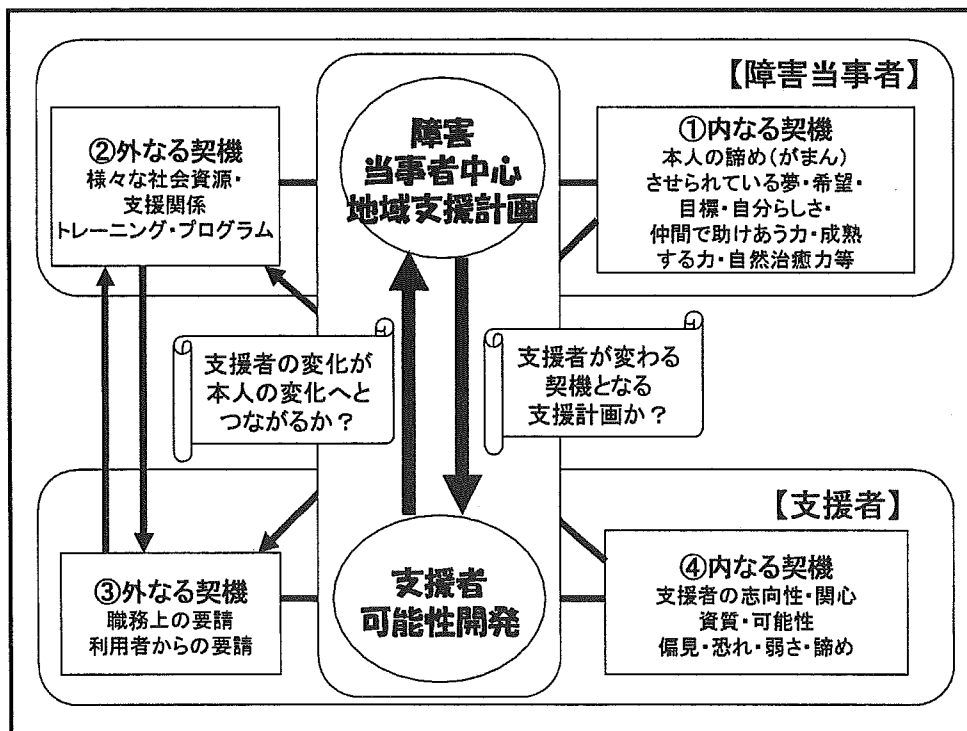 【障害当事者】
②外なる契機
様々な社会資源・
支援関係
トレーニング・プログラム
障害
当事者中心
地域支援計画
①内なる契機
本人の諦め(がまん)
させられている夢・希望・
目標・自分らしさ・
仲間で助けあう力・成熟
する力・自然治癒力等
支援者の変化が
本人の変化へと
つながるか？
支援者が変わる
契機となる
支援計画か？
【支援者】
③外なる契機
職務上の要請
利用者からの要請
支援者
可能性開発
④内なる契機
支援者の志向性・関心
資質・可能性
偏見・恐れ・弱さ・諦め